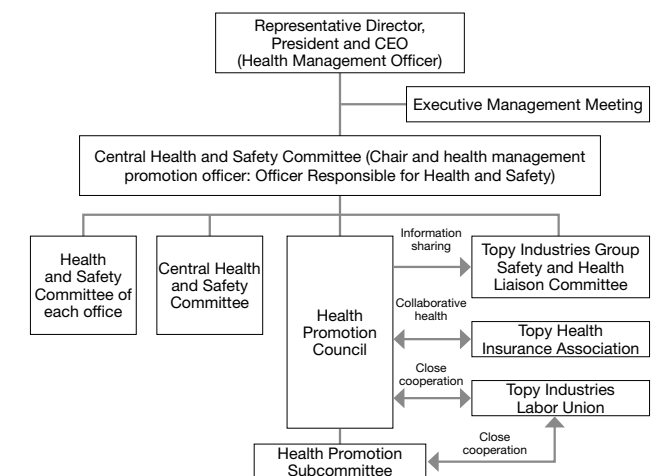 Representative Director,
President and CEO
(Health Management Officer)
Executive Management Meeting
Central Health and Safety Committee (Chair and health management
promotion officer: Officer Responsible for Health and Safety)
Health
and Safety
Committee of
each office
Central Health
and Safety
Committee
Health
Promotion
Council
Information
sharing
Topy Industries Group
Safety and Health
Liaison Committee
Collaborative
health
Topy Health
Insurance Association
Close
cooperation
Topy Industries
Labor Union
Health Promotion
Subcommittee
Close
cooperation